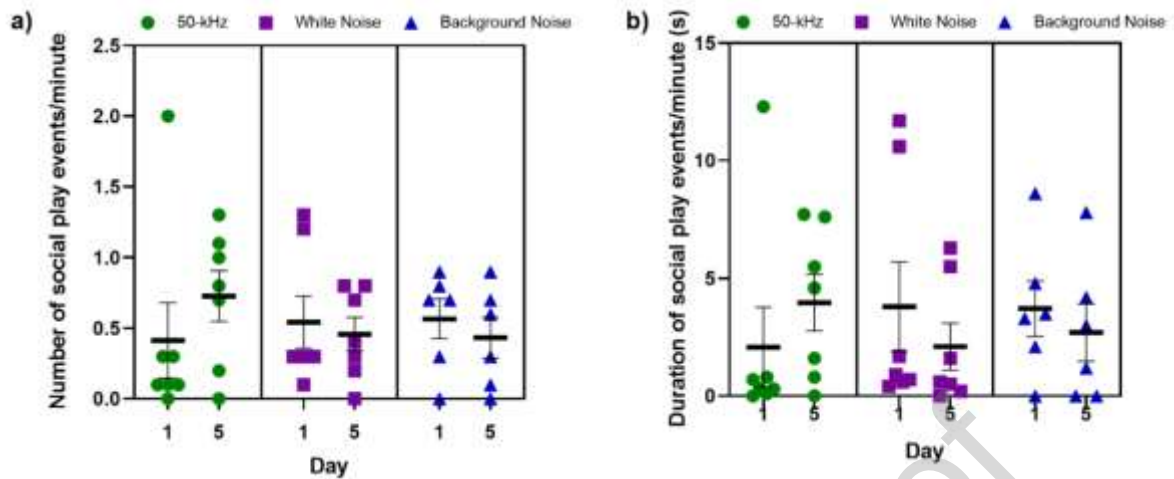 a)
50-kHz White Noise Background Noise
Number of social play events/minute
2.5
2.0
1.5
1.0
0.5
0.0
1 5 1 5 1 5
Day
b)
50-kHz White Noise Background Noise
Duration of social play events/minute (s)
15
10
5
0
1 5 1 5 1 5
Day